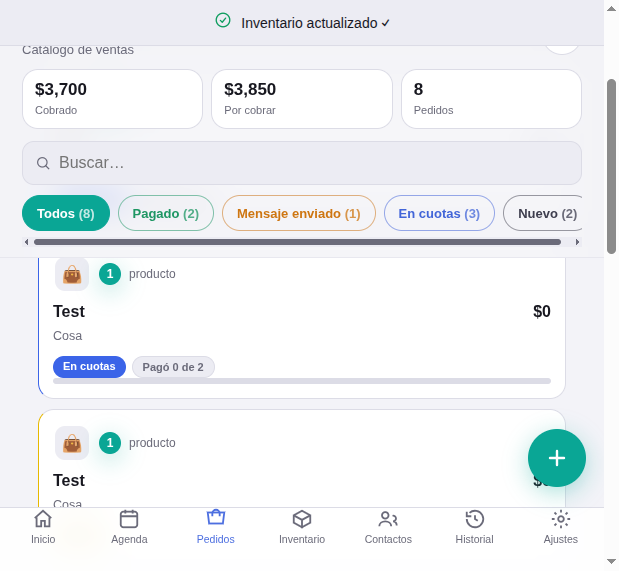 Inventario actualizado ✓
Catálogo de ventas
$3,700
Cobrado
$3,850
Por cobrar
8
Pedidos
Buscar…
Todos (8)
Pagado (2)
Mensaje enviado (1)
En cuotas (3)
Nuevo (2)
1 producto
Test $0
Cosa
En cuotas
Pagó 0 de 2
1 producto
Test
Cosa
Inicio
Agenda
Pedidos
Inventario
Contactos
Historial
Ajustes